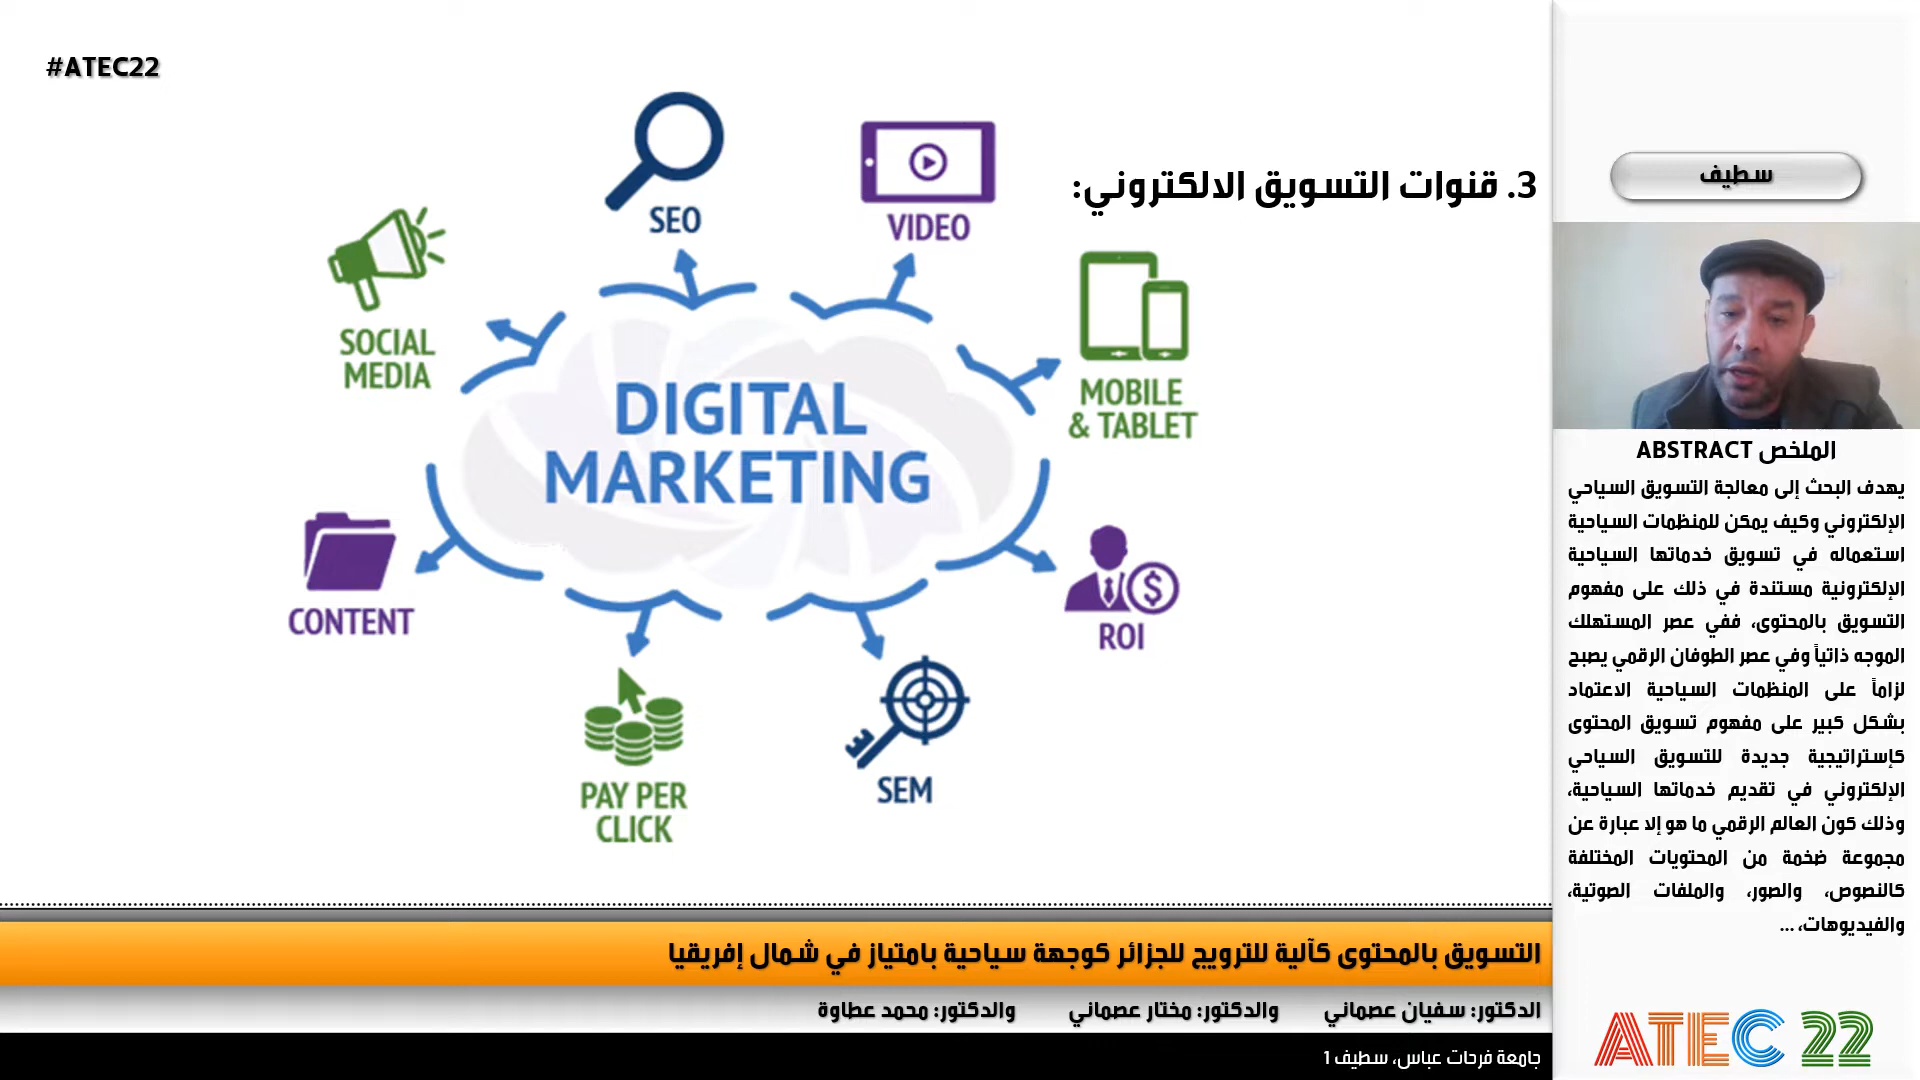 #ATEC22
3. قنوات التسويق الالكتروني:
SEO
VIDEO
SOCIAL
MEDIA
MOBILE
& TABLET
DIGITAL
MARKETING
CONTENT
ROI
PAY PER
CLICK
SEM
سطيف
الملخص ABSTRACT
يهدف البحث إلى معالجة التسويق السياحي
الإلكتروني وكيف يمكن للمنظمات السياحية
استعماله في تسويق خدماتها السياحية
الإلكترونية مستندة في ذلك على مفهوم
التسويق بالمحتوى، ففي عصر المستهلك
الموجه ذاتياً وفي عصر الطوفان الرقمي يصبح
لزاماً على المنظمات السياحية الاعتماد
بشكل كبير على مفهوم تسويق المحتوى
كإستراتيجية جديدة للتسويق السياحي
الإلكتروني في تقديم خدماتها السياحية،
وذلك كون العالم الرقمي ما هو إلا عبارة عن
مجموعة ضخمة من المحتويات المختلفة
كالنصوص، والصور، والملفات الصوتية،
والفيديوهات، ...
التسويق بالمحتوى كآلية للترويج للجزائر كوجهة سياحية بامتياز في شمال إفريقيا
الدكتور: سفيان عصماني والدكتور: مختار عصماني والدكتور: محمد عطاوة
جامعة فرحات عباس، سطيف 1
ATEC 22